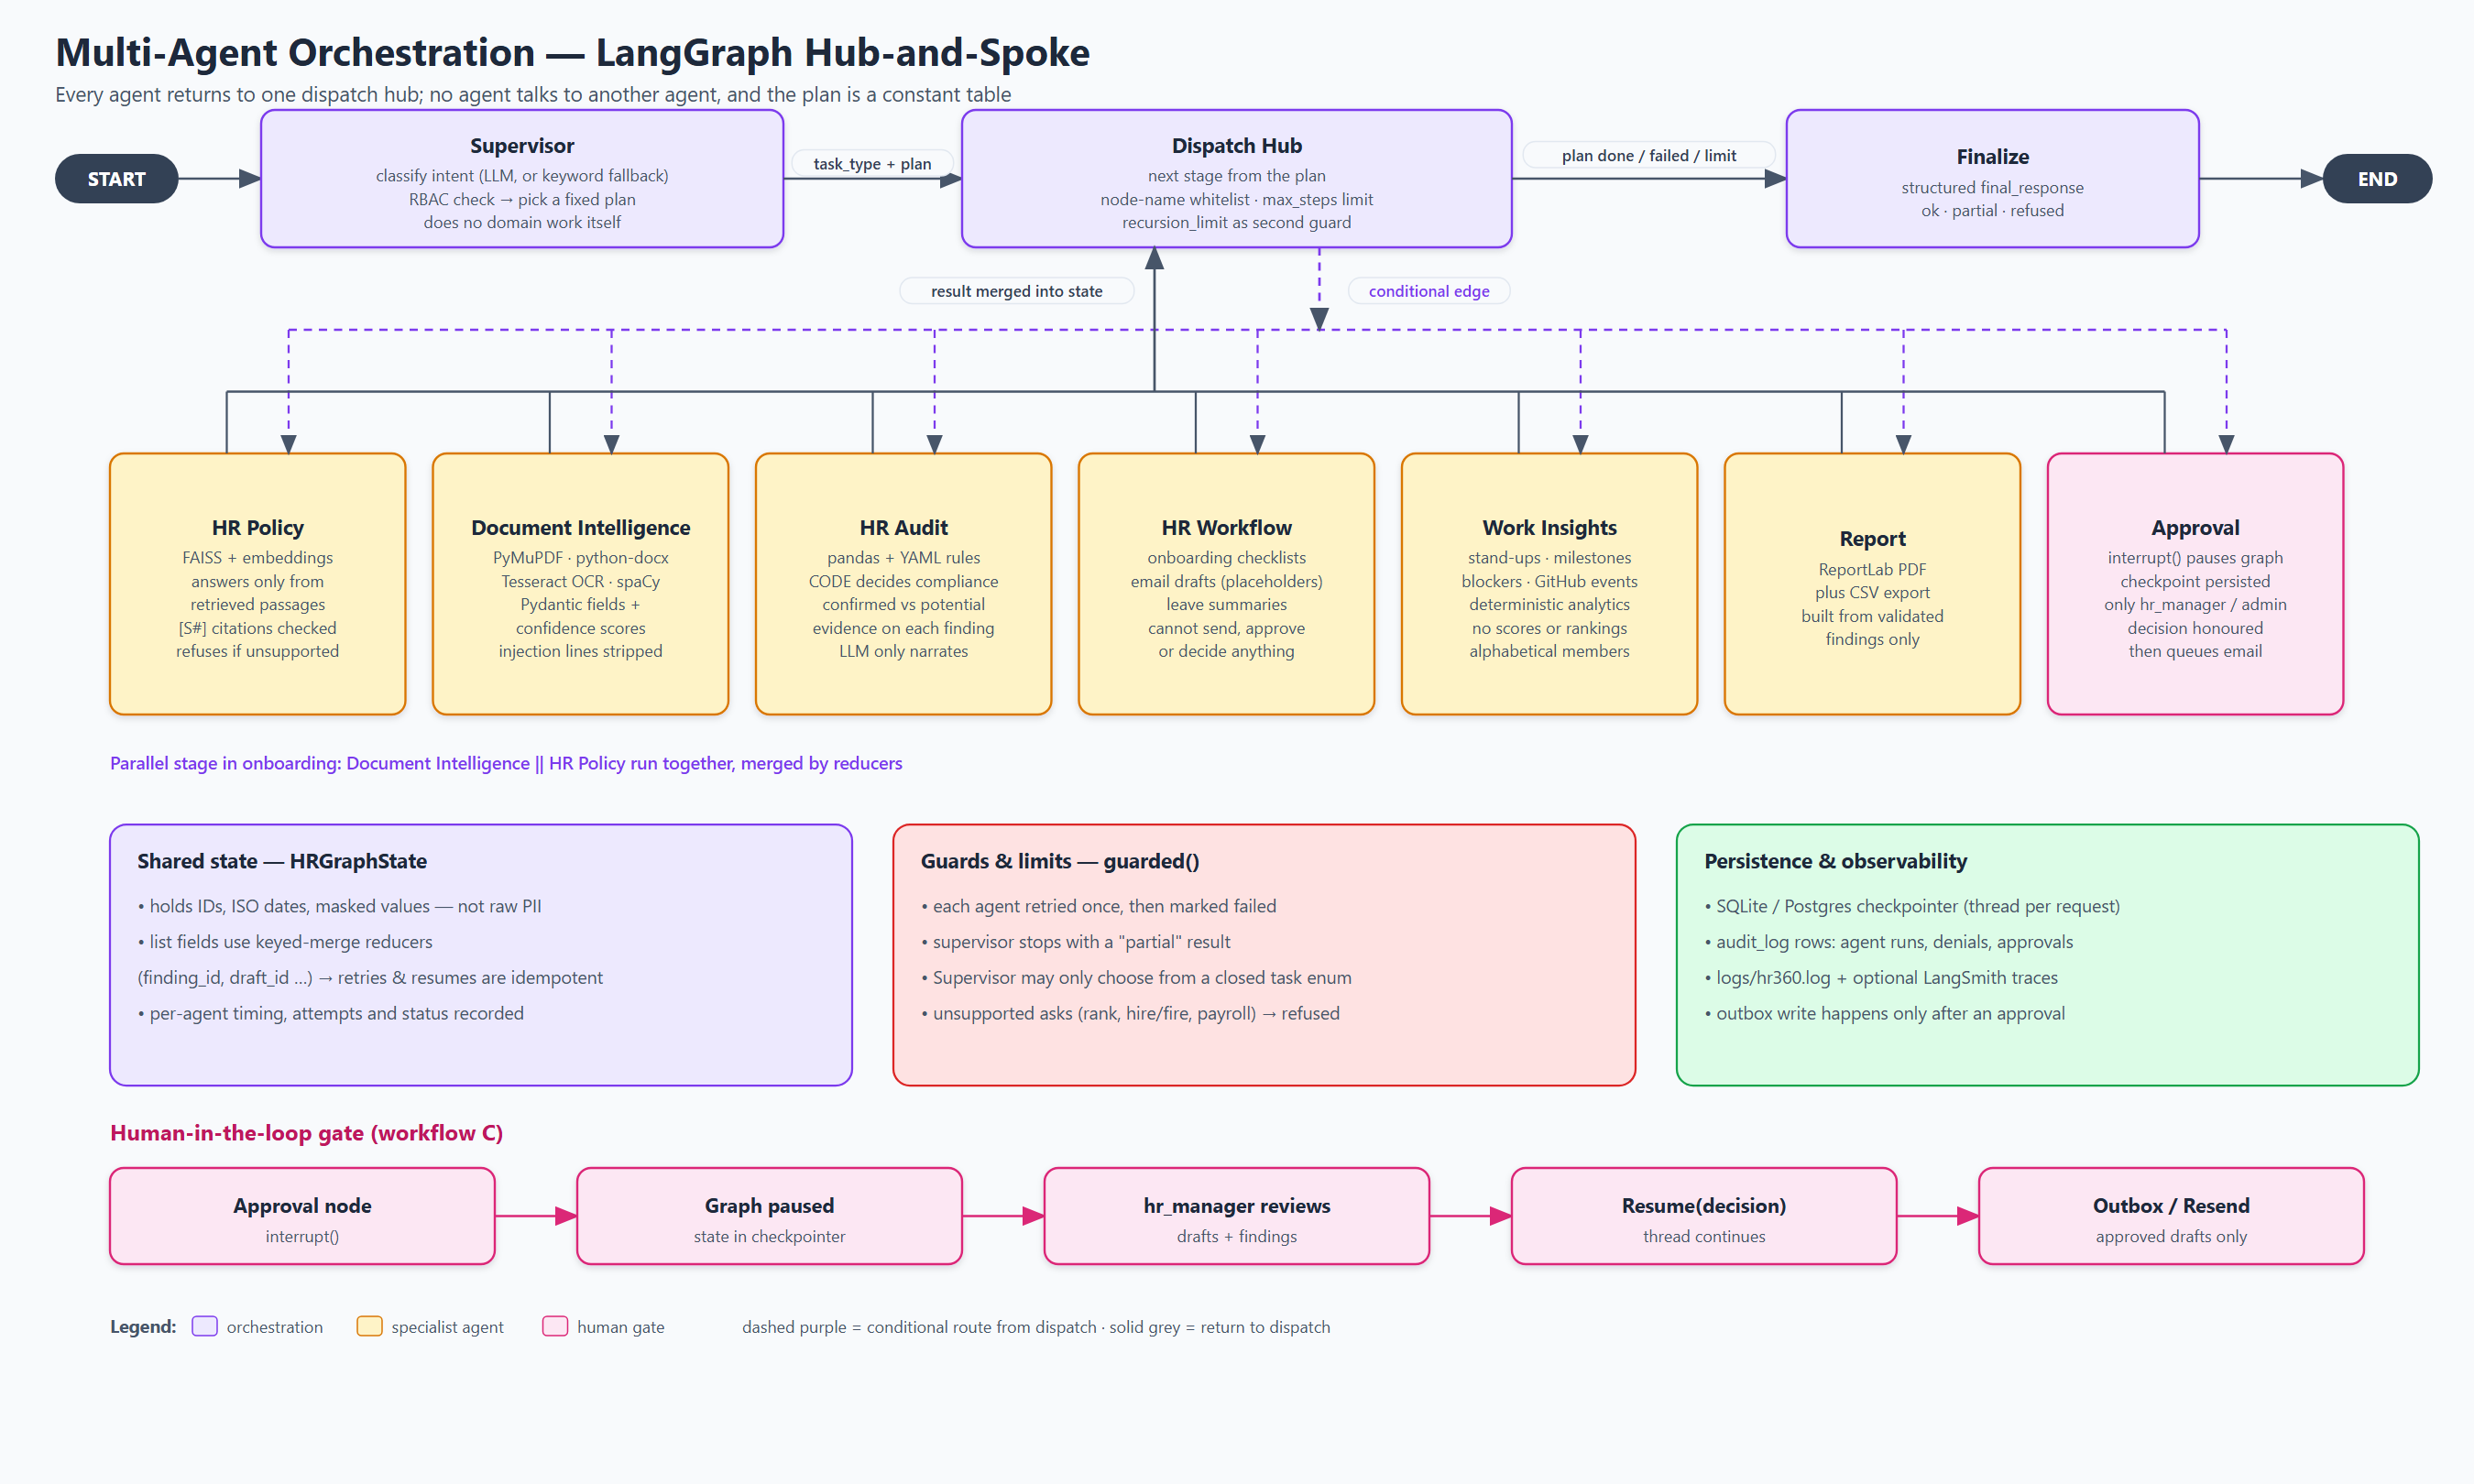 Multi-Agent Orchestration — LangGraph Hub-and-Spoke
Every agent returns to one dispatch hub; no agent talks to another agent, and the plan is a constant table
START
Supervisor
classify intent (LLM, or keyword fallback)
RBAC check → pick a fixed plan
does no domain work itself
task_type + plan
Dispatch Hub
next stage from the plan
node-name whitelist · max_steps limit
recursion_limit as second guard
plan done / failed / limit
Finalize
structured final_response
ok · partial · refused
END
result merged into state
conditional edge
HR Policy
FAISS + embeddings
answers only from
retrieved passages
[S#] citations checked
refuses if unsupported
Document Intelligence
PyMuPDF · python-docx
Tesseract OCR · spaCy
Pydantic fields +
confidence scores
injection lines stripped
HR Audit
pandas + YAML rules
CODE decides compliance
confirmed vs potential
evidence on each finding
LLM only narrates
HR Workflow
onboarding checklists
email drafts (placeholders)
leave summaries
cannot send, approve
or decide anything
Work Insights
stand-ups · milestones
blockers · GitHub events
deterministic analytics
no scores or rankings
alphabetical members
Report
ReportLab PDF
plus CSV export
built from validated
findings only
Approval
interrupt() pauses graph
checkpoint persisted
only hr_manager / admin
decision honoured
then queues email
Parallel stage in onboarding: Document Intelligence || HR Policy run together, merged by reducers
Shared state — HRGraphState
• holds IDs, ISO dates, masked values — not raw PII
• list fields use keyed-merge reducers
(finding_id, draft_id ...) → retries & resumes are idempotent
• per-agent timing, attempts and status recorded
Guards & limits — guarded()
• each agent retried once, then marked failed
• supervisor stops with a "partial" result
• Supervisor may only choose from a closed task enum
• unsupported asks (rank, hire/fire, payroll) → refused
Persistence & observability
• SQLite / Postgres checkpointer (thread per request)
• audit_log rows: agent runs, denials, approvals
• logs/hr360.log + optional LangSmith traces
• outbox write happens only after an approval
Human-in-the-loop gate (workflow C)
Approval node
interrupt()
Graph paused
state in checkpointer
hr_manager reviews
drafts + findings
Resume(decision)
thread continues
Outbox / Resend
approved drafts only
Legend:
orchestration
specialist agent
human gate
dashed purple = conditional route from dispatch · solid grey = return to dispatch